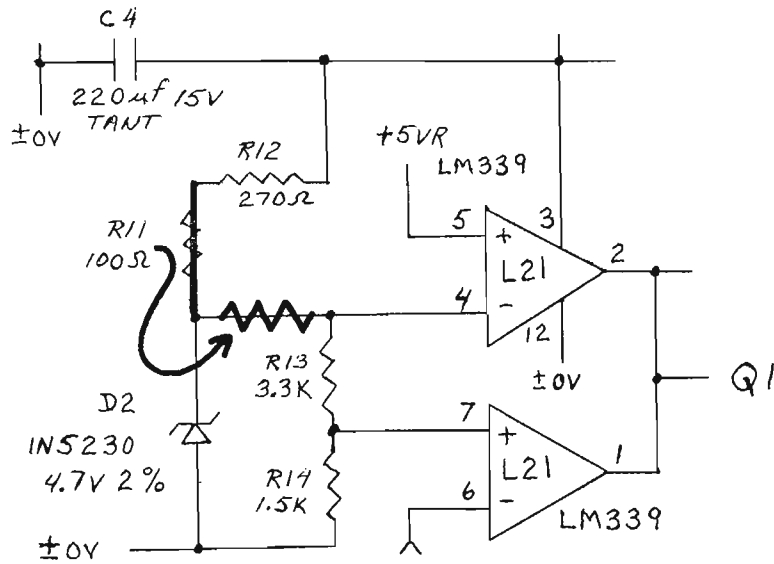 C4
220µf 15V
TANT
±0V
R12
270Ω
+5VR
LM339
R11
100Ω
5
+
3
L21
2
4
-
12
±0V
R13
3.3K
Q1
D2
1N5230
4.7V 2%
7
+
L21
1
R14
1.5K
6
-
LM339
±0V